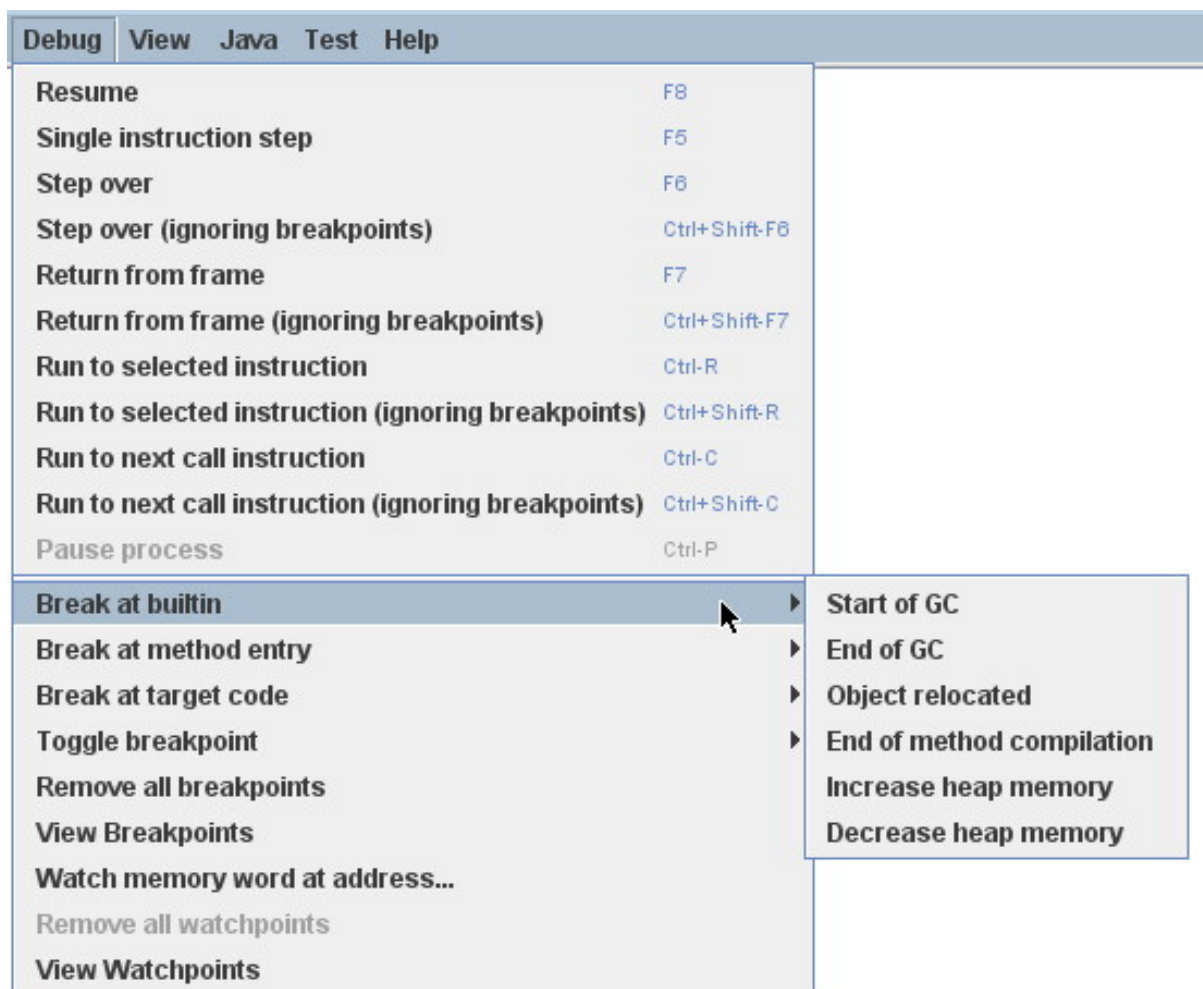 Debug View Java Test Help
Resume F8
Single instruction step F5
Step over F6
Step over (ignoring breakpoints) Ctrl+Shift-F6
Return from frame F7
Return from frame (ignoring breakpoints) Ctrl+Shift-F7
Run to selected instruction Ctrl-R
Run to selected instruction (ignoring breakpoints) Ctrl+Shift-R
Run to next call instruction Ctrl-C
Run to next call instruction (ignoring breakpoints) Ctrl+Shift-C
Pause process Ctrl-P
Break at builtin
Break at method entry
Break at target code
Toggle breakpoint
Remove all breakpoints
View Breakpoints
Watch memory word at address...
Remove all watchpoints
View Watchpoints
Start of GC
End of GC
Object relocated
End of method compilation
Increase heap memory
Decrease heap memory